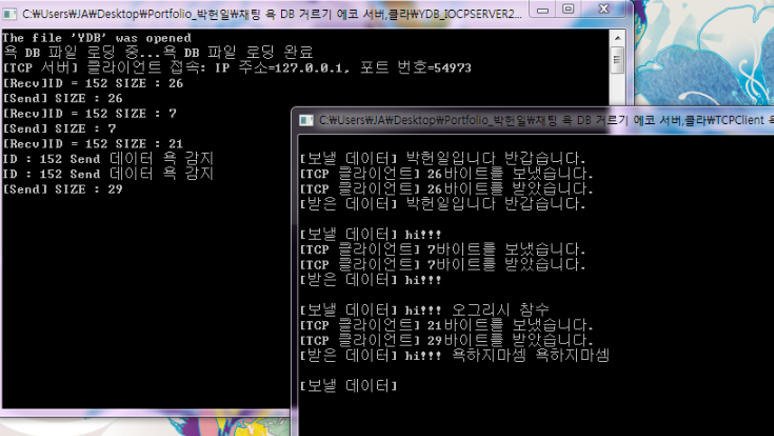 C:₩Users₩JA₩Desktop₩Portfolio_박헌일₩채팅 욕 DB 거르기 에코 서버,클라₩YDB_IOCPSERVER2...
The file 'YDB' was opened
욕 DB 파일 로딩 중...욕 DB 파일 로딩 완료
[TCP 서버] 클라이언트 접속: IP 주소=127.0.0.1, 포트 번호=54973
[Recv]ID = 152 SIZE : 26
[Send] SIZE : 26
[Recv]ID = 152 SIZE : 7
[Send] SIZE : 7
[Recv]ID = 152 SIZE : 21
ID : 152 Send 데이터 욕 감지
ID : 152 Send 데이터 욕 감지
[Send] SIZE : 29
C:₩Users₩JA₩Desktop₩Portfolio_박헌일₩채팅 욕 DB 거르기 에코 서버,클라₩TCPClient 욕
[보낼 데이터] 박헌일입니다 반갑습니다.
[TCP 클라이언트] 26바이트를 보냈습니다.
[TCP 클라이언트] 26바이트를 받았습니다.
[받은 데이터] 박헌일입니다 반갑습니다.
[보낼 데이터] hi!!!
[TCP 클라이언트] 7바이트를 보냈습니다.
[TCP 클라이언트] 7바이트를 받았습니다.
[받은 데이터] hi!!!
[보낼 데이터] hi!!! 오그리시 참수
[TCP 클라이언트] 21바이트를 보냈습니다.
[TCP 클라이언트] 29바이트를 받았습니다.
[받은 데이터] hi!!! 욕하지마셈 욕하지마셈
[보낼 데이터]